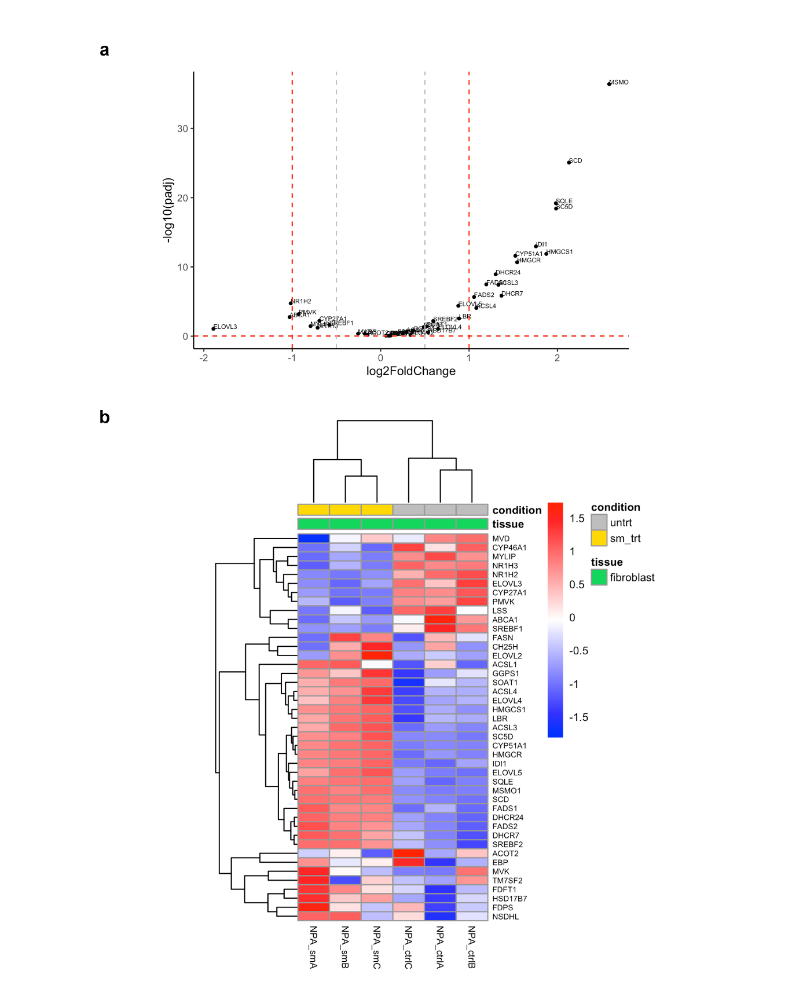 a
MSMO
30
SCD
-log10(padj)
20
SQLE
SC5D
IDI1
HMGCS1
CYP51A1
HMGCR
10
DHCR24
ACSL3
FADS2
DHCR7
NR1H2
ELOVL5
ACSL4
PMVK
ABCA1
LBR
CYP27A1
SREBF2
SREBF1
ELOVL3
ELOVL4
HSD17B7
0
-2 -1 0 1 2
log2FoldChange
b
condition
tissue
MVD
CYP46A1
MYLIP
NR1H3
NR1H2
ELOVL3
CYP27A1
PMVK
LSS
ABCA1
SREBF1
FASN
CH25H
ELOVL2
ACSL1
GGPS1
SOAT1
ACSL4
ELOVL4
HMGCS1
LBR
ACSL3
SC5D
CYP51A1
HMGCR
IDI1
ELOVL5
SQLE
MSMO1
SCD
FADS1
DHCR24
FADS2
DHCR7
SREBF2
ACOT2
EBP
MVK
TM7SF2
FDFT1
HSD17B7
FDPS
NSDHL
NPA_smA
NPA_smB
NPA_smC
NPA_ctrlC
NPA_ctrlA
NPA_ctrlB
1.5
1
0.5
0
-0.5
-1
-1.5
condition
untrt
sm_trt
tissue
fibroblast